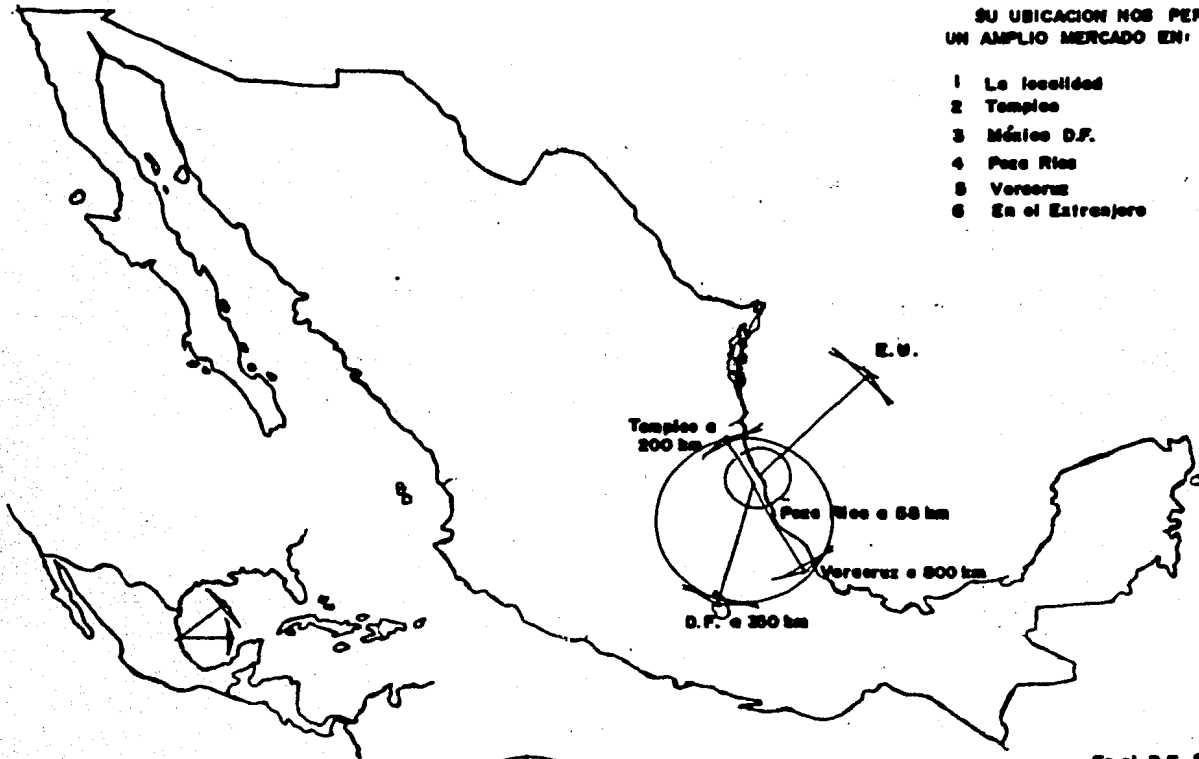 SU UBICACION NOS PER
UN AMPLIO MERCADO EN:
1 La localidad
2 Tampico
3 México D.F.
4 Poza Rica
5 Veracruz
6 En el Extranjero
E.U.
Tampico a
200 km
Poza Rica a 58 km
Veracruz a 300 km
D.F. a 350 km